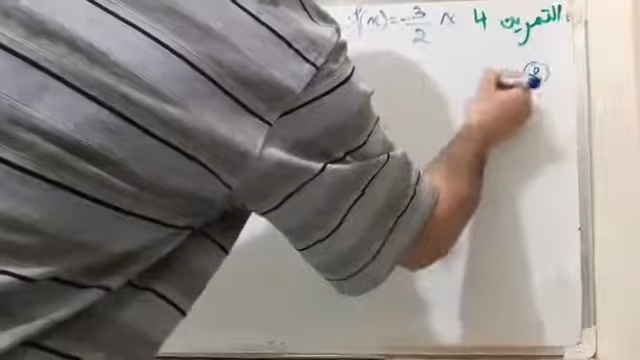 التمرين 4 f(x) = -3/2 x